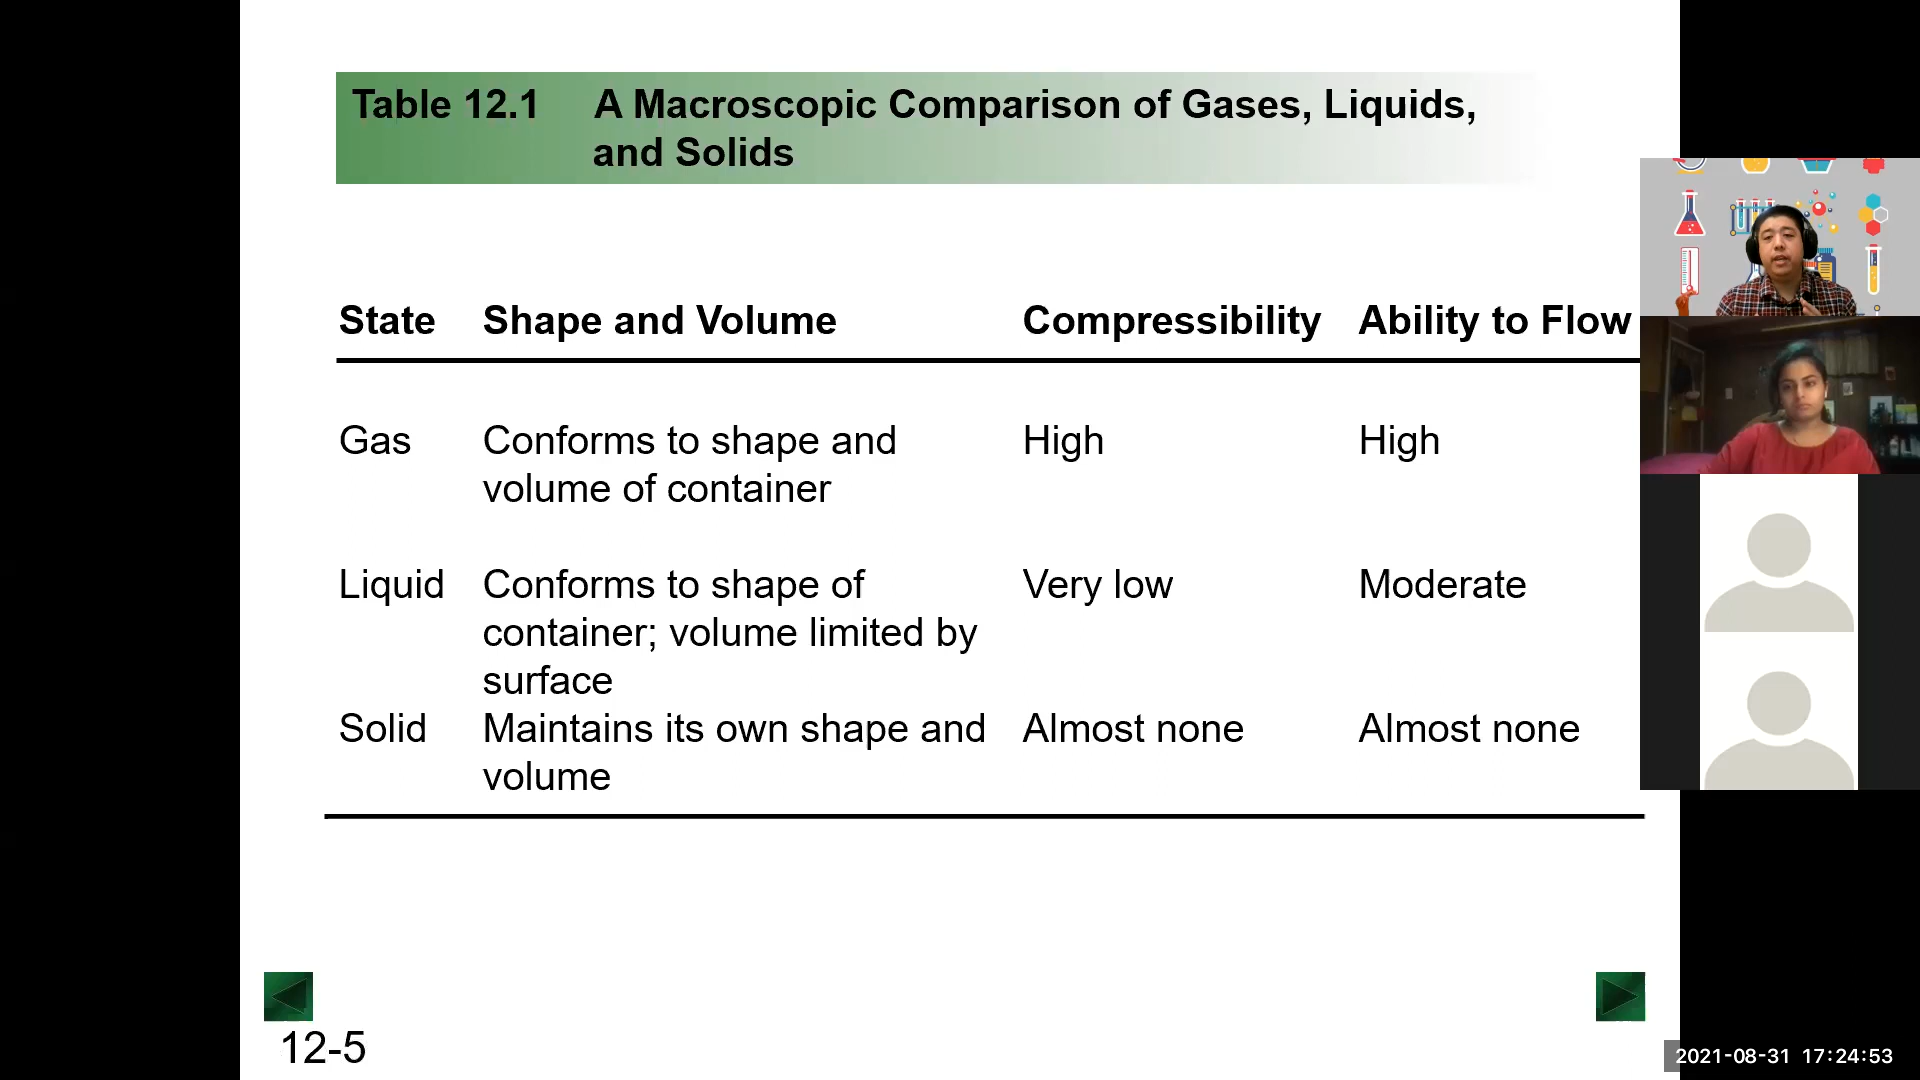 Table 12.1 A Macroscopic Comparison of Gases, Liquids,
and Solids
State Shape and Volume Compressibility Ability to Flow
Gas Conforms to shape and High High
volume of container
Liquid Conforms to shape of Very low Moderate
container; volume limited by
surface
Solid Maintains its own shape and Almost none Almost none
volume
12-5
2021-08-31 17:24:53